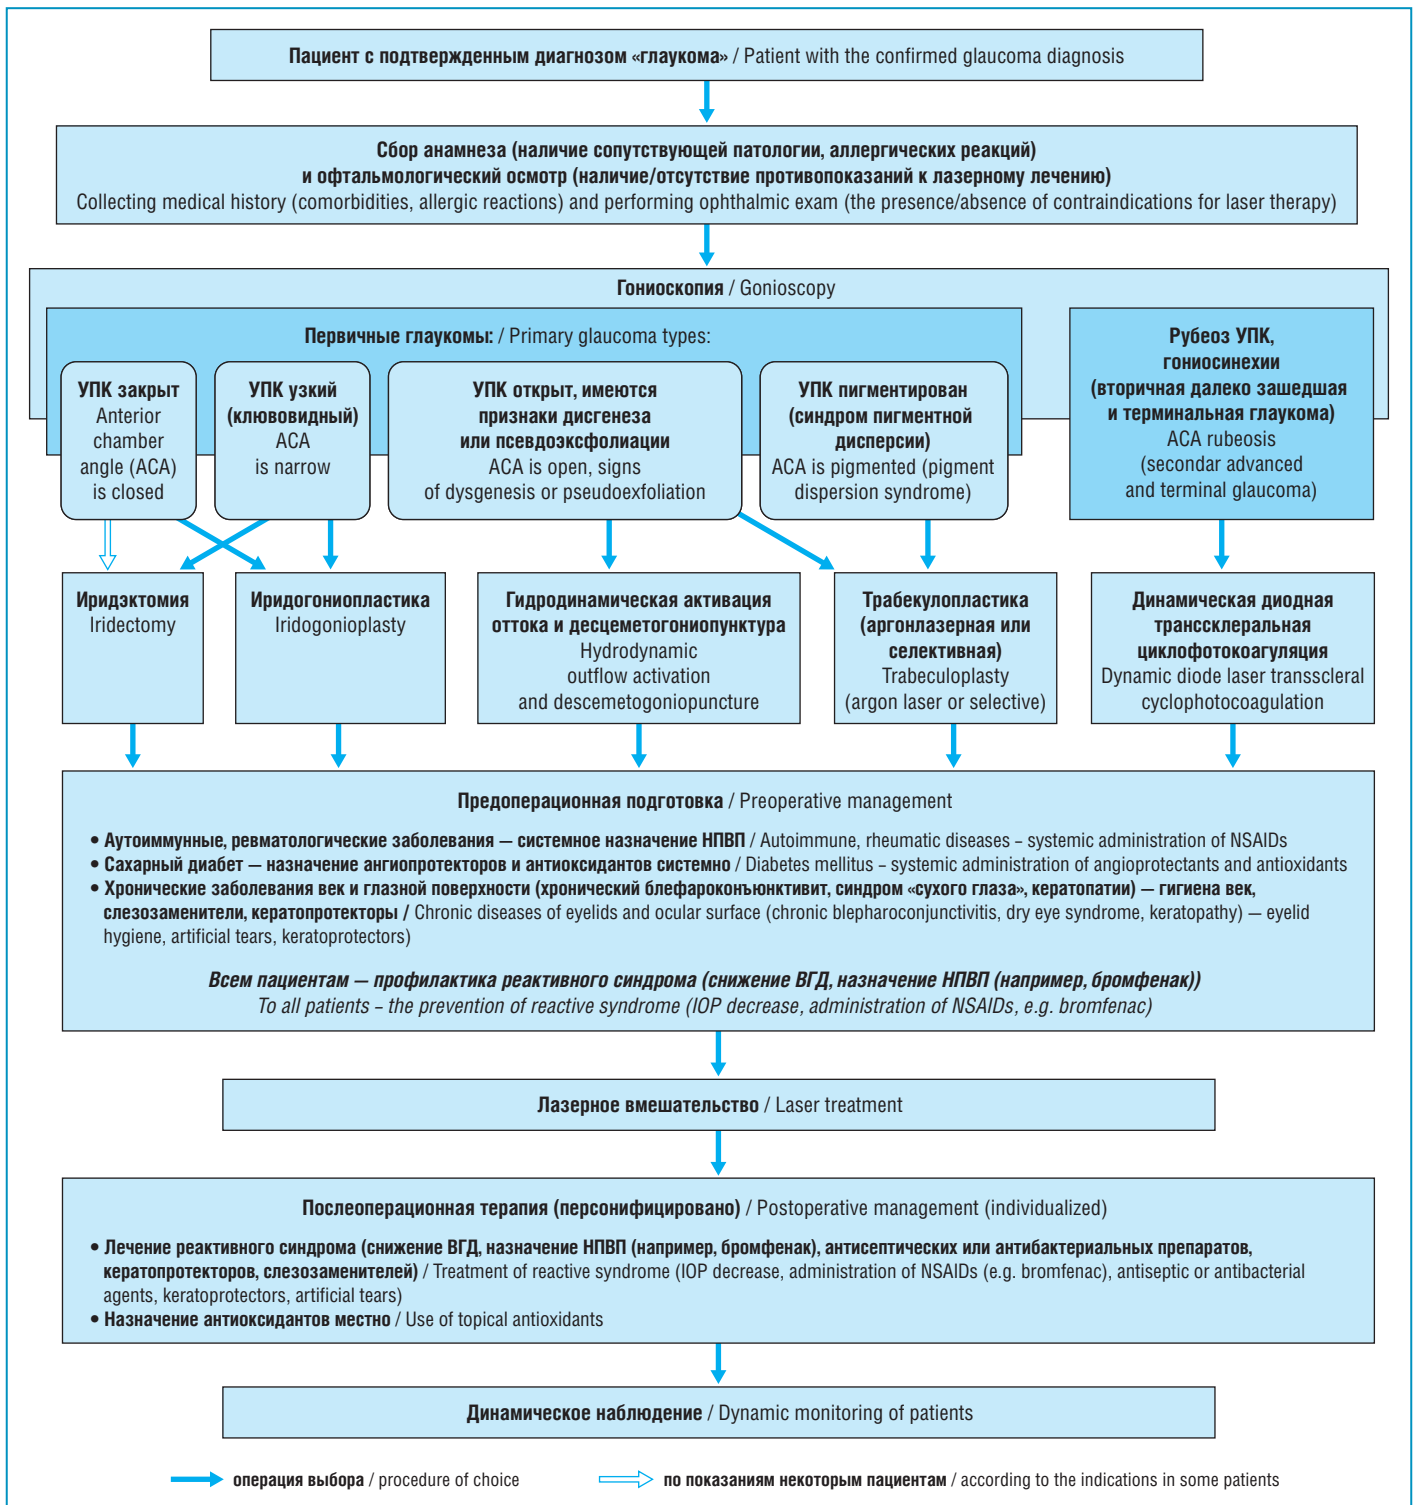 Пациент с подтвержденным диагнозом «глаукома» / Patient with the confirmed glaucoma diagnosis
Сбор анамнеза (наличие сопутствующей патологии, аллергических реакций)
и офтальмологический осмотр (наличие/отсутствие противопоказаний к лазерному лечению)
Collecting medical history (comorbidities, allergic reactions) and performing ophthalmic exam (the presence/absence of contraindications for laser therapy)
Гониоскопия / Gonioscopy
Первичные глаукомы: / Primary glaucoma types:
УПК закрыт
Anterior
chamber
angle (ACA)
is closed
УПК узкий
(клювовидный)
ACA
is narrow
УПК открыт, имеются
признаки дисгенеза
или псевдоэксфолиации
ACA is open, signs
of dysgenesis or pseudoexfoliation
УПК пигментирован
(синдром пигментной
дисперсии)
ACA is pigmented (pigment
dispersion syndrome)
Рубеоз УПК,
гониосинехии
(вторичная далеко зашедшая
и терминальная глаукома)
ACA rubeosis
(secondar advanced
and terminal glaucoma)
Иридэктомия
Iridectomy
Иридогониопластика
Iridogonioplasty
Гидродинамическая активация
оттока и десцеметогониопунктура
Hydrodynamic
outflow activation
and descemetogoniopuncture
Трабекулопластика
(аргонлазерная или
селективная)
Trabeculoplasty
(argon laser or selective)
Динамическая диодная
транссклеральная
циклофотокоагуляция
Dynamic diode laser transscleral
cyclophotocoagulation
Предоперационная подготовка / Preoperative management
• Аутоиммунные, ревматологические заболевания — системное назначение НПВП / Autoimmune, rheumatic diseases – systemic administration of NSAIDs
• Сахарный диабет — назначение ангиопротекторов и антиоксидантов системно / Diabetes mellitus – systemic administration of angioprotectants and antioxidants
• Хронические заболевания век и глазной поверхности (хронический блефароконъюнктивит, синдром «сухого глаза», кератопатии) — гигиена век,
слезозаменители, кератопротекторы / Chronic diseases of eyelids and ocular surface (chronic blepharoconjunctivitis, dry eye syndrome, keratopathy) — eyelid
hygiene, artificial tears, keratoprotectors)
Всем пациентам — профилактика реактивного синдрома (снижение ВГД, назначение НПВП (например, бромфенак))
To all patients – the prevention of reactive syndrome (IOP decrease, administration of NSAIDs, e.g. bromfenac)
Лазерное вмешательство / Laser treatment
Послеоперационная терапия (персонифицировано) / Postoperative management (individualized)
• Лечение реактивного синдрома (снижение ВГД, назначение НПВП (например, бромфенак), антисептических или антибактериальных препаратов,
кератопротекторов, слезозаменителей) / Treatment of reactive syndrome (IOP decrease, administration of NSAIDs (e.g. bromfenac), antiseptic or antibacterial
agents, keratoprotectors, artificial tears)
• Назначение антиоксидантов местно / Use of topical antioxidants
Динамическое наблюдение / Dynamic monitoring of patients
операция выбора / procedure of choice
по показаниям некоторым пациентам / according to the indications in some patients